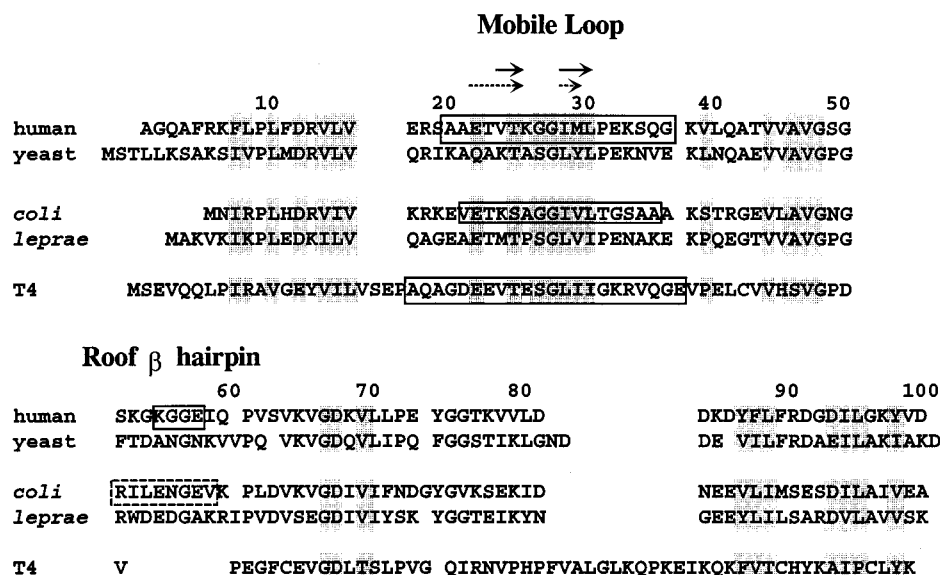 Mobile Loop
10 20 30 40 50
human AGQAFRKFLPLFDRVLV ERSAAETVTKGGIMLPEKSQG KVLQATVVAVGSG
yeast MSTLLKSAKSIVPLMDRVLV QRIKAQAKTASGLYLPEKNVE KLNQAEVVAVGPG
coli MNIRPLHDRVIV KRKEVETKSAGGIVLTGSAAA KSTRGEVLAVGNG
leprae MAKVKIKPLEDKILV QAGEAETMTPSGLVIPENAKE KPQEGTVVAVGPG
T4 MSEVQQLPIRAVGEYVILVSEPAQAGDEEVTESGLIIGKRVQGEVPELCVVHSVGPD
Roof β hairpin
60 70 80 90 100
human SKGKGGEIQ PVSVKVGDKVLLPE YGGTKVVLD DKDYFLFRDGDILGKYVD
yeast FTDANGNKVVPQ VKVGDQVLIPQ FGGSTIKLGND DE VILFRDAEILAKIAKD
coli RILENGEVK PLDVKVGDIVIFNDGYGVKSEKID NEEVLIMSESDILAIVEA
leprae RWDEDGAKRIPVDVSEGDIVIYSK YGGTEIKYN GEEYLILSARDVLAVVSK
T4 V PEGFCEVGDLTSLPVG QIRNVPHPFVALGLKQPKEIKQKFVTCHYKAIPCLYK